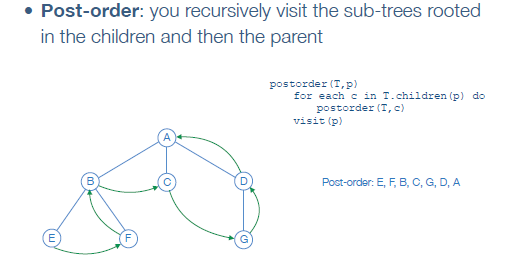 • Post-order: you recursively visit the sub-trees rooted
in the children and then the parent
postorder(T,p)
for each c in T.children(p) do
postorder(T,c)
visit(p)
A
B
C
D
Post-order: E, F, B, C, G, D, A
E
F
G